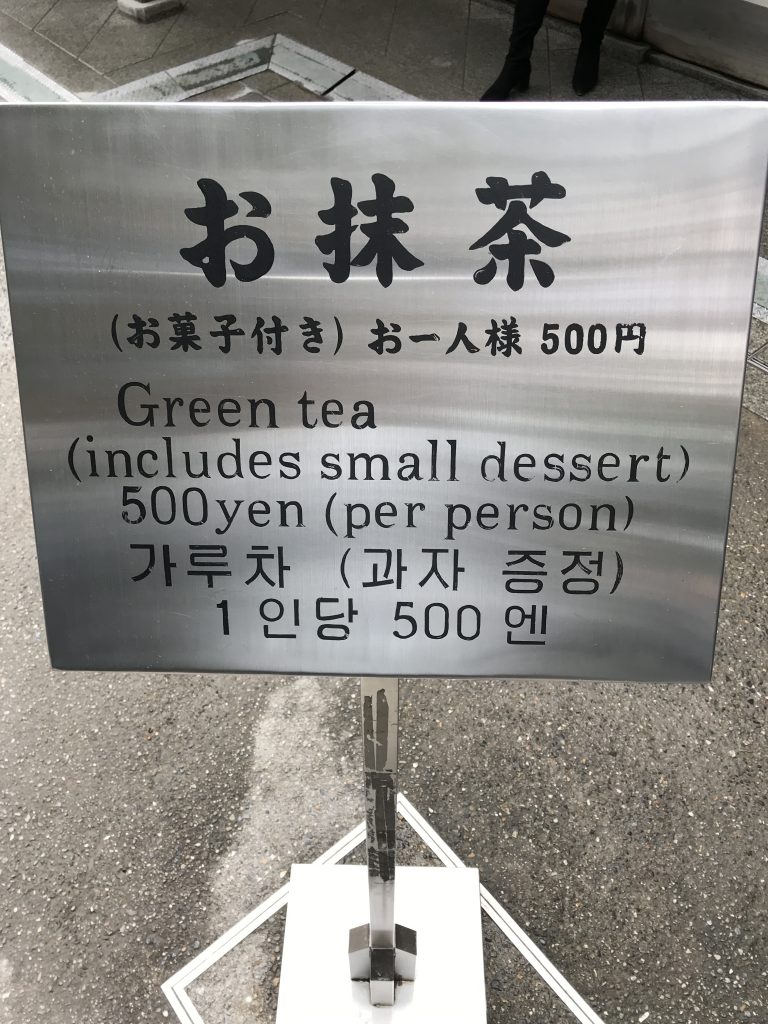 お抹茶
(お菓子付き) お一人様 500円
Green tea
(includes small dessert)
500yen (per person)
가루차 (과자 증정)
1 인당 500 엔